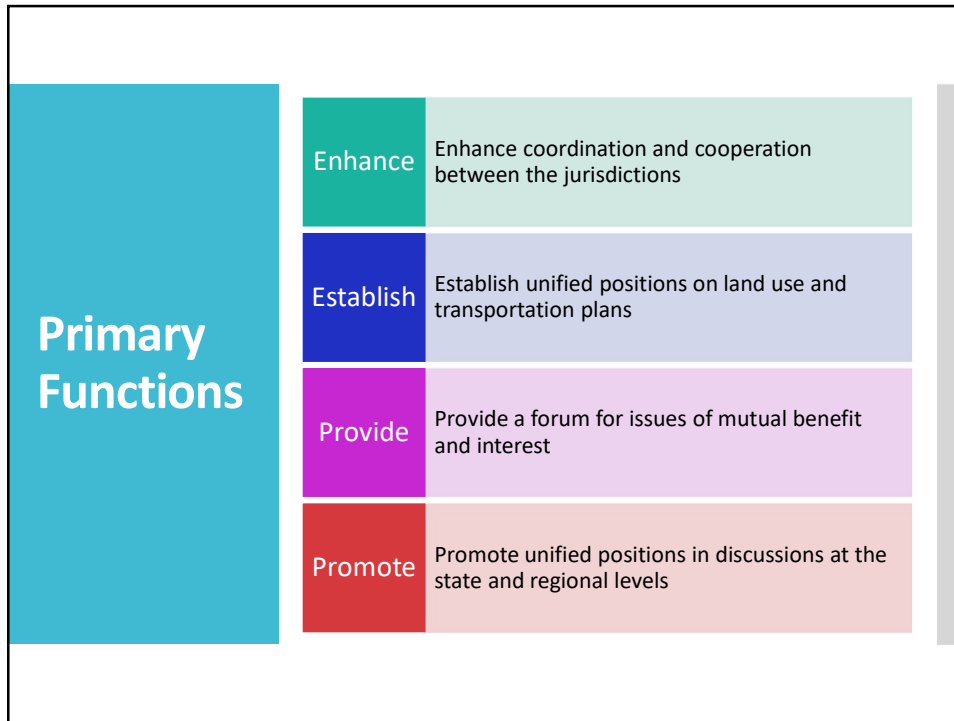 Primary
Functions
Enhance
Enhance coordination and cooperation
between the jurisdictions
Establish
Establish unified positions on land use and
transportation plans
Provide
Provide a forum for issues of mutual benefit
and interest
Promote
Promote unified positions in discussions at the
state and regional levels